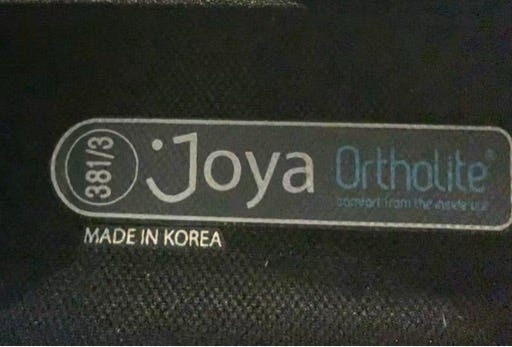 381/3
Joya Ortholite®
comfort from the inside out
MADE IN KOREA